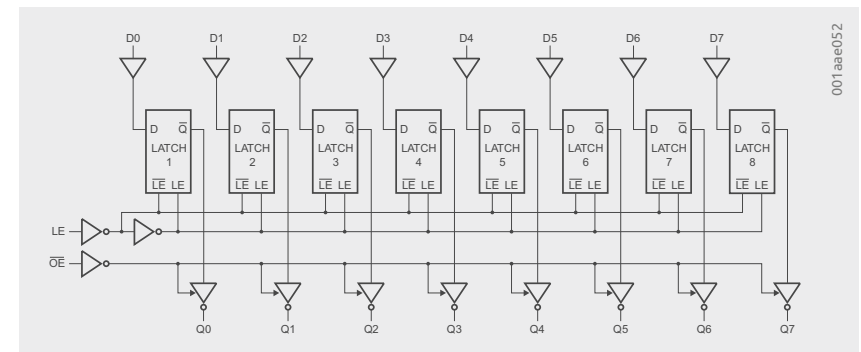 D0 D1 D2 D3 D4 D5 D6 D7
001aae052
D Q̅ D Q̅ D Q̅ D Q̅ D Q̅ D Q̅ D Q̅ D Q̅
LATCH LATCH LATCH LATCH LATCH LATCH LATCH LATCH
1 2 3 4 5 6 7 8
L̅E̅ LE L̅E̅ LE L̅E̅ LE L̅E̅ LE L̅E̅ LE L̅E̅ LE L̅E̅ LE L̅E̅ LE
LE
O̅E̅
Q0 Q1 Q2 Q3 Q4 Q5 Q6 Q7